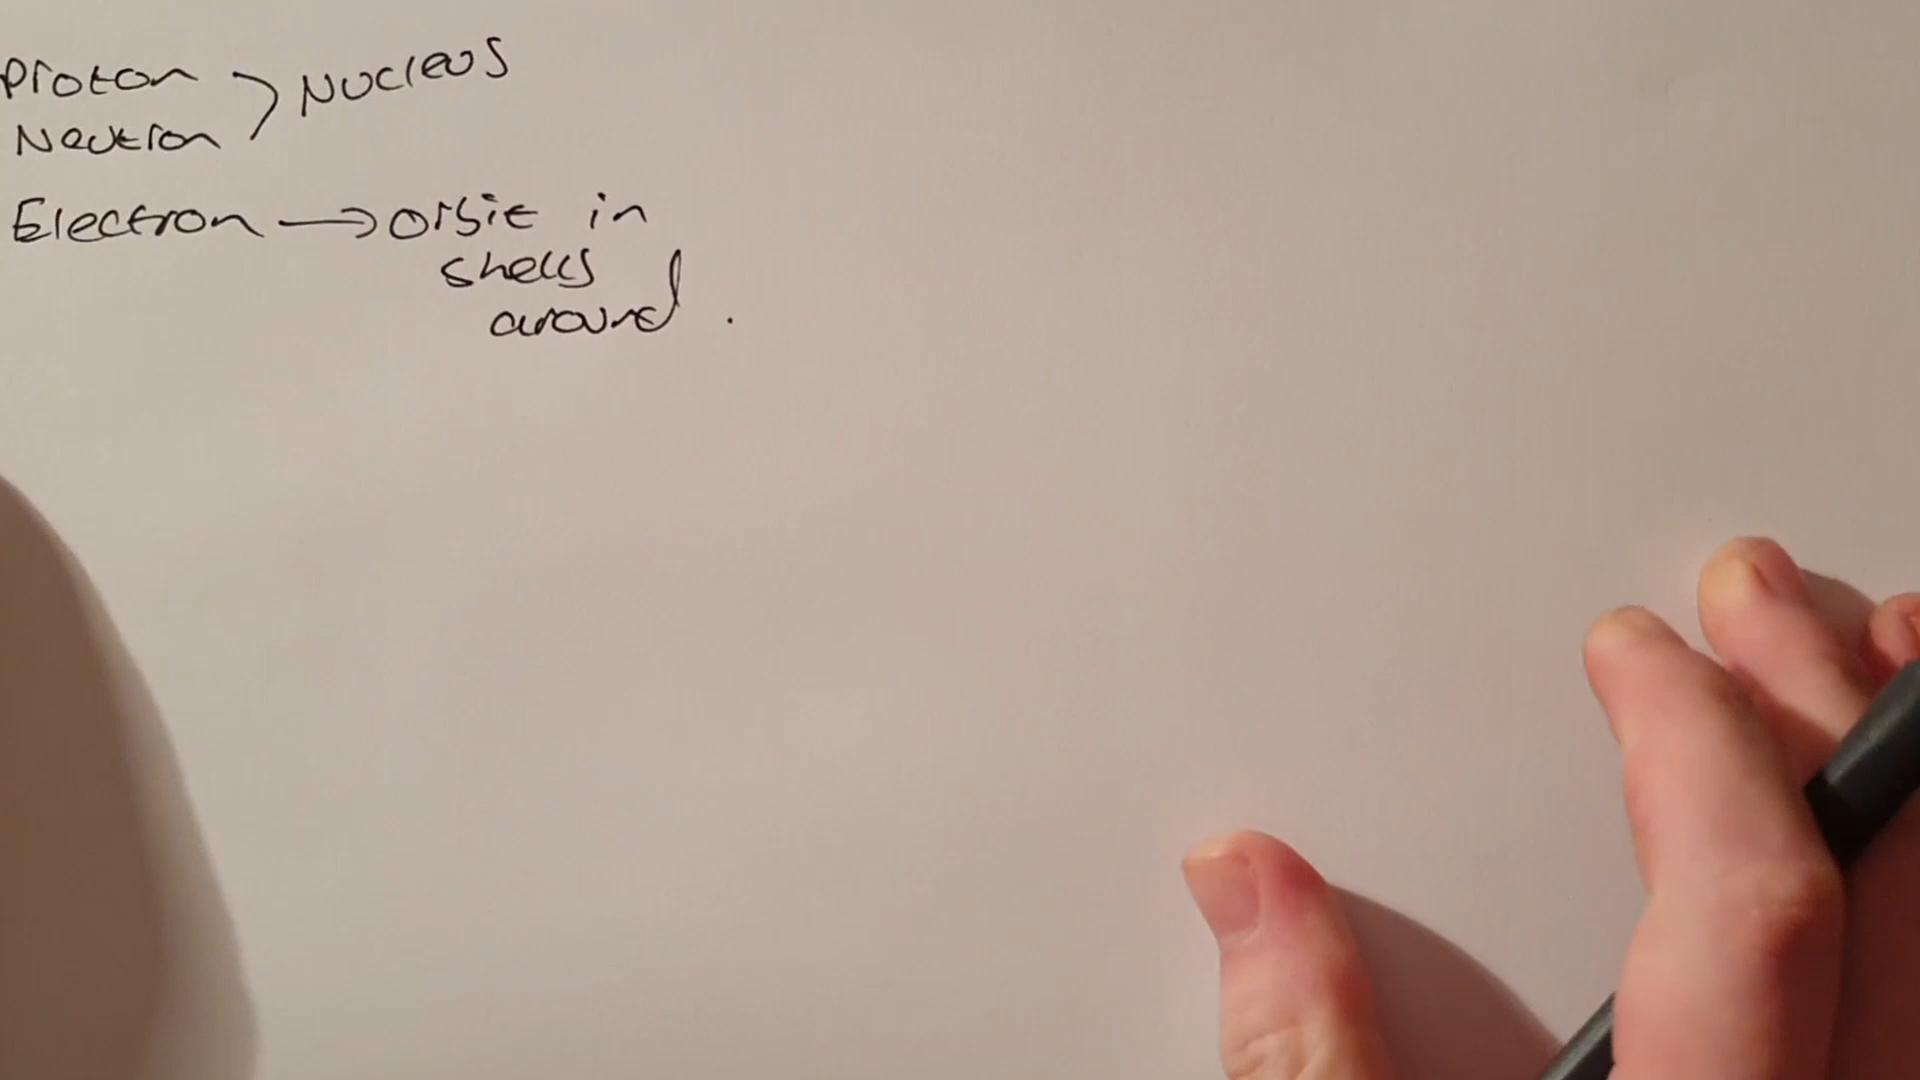 Proton
Neutron > Nucleus
Electron → orbit in
shells
around .